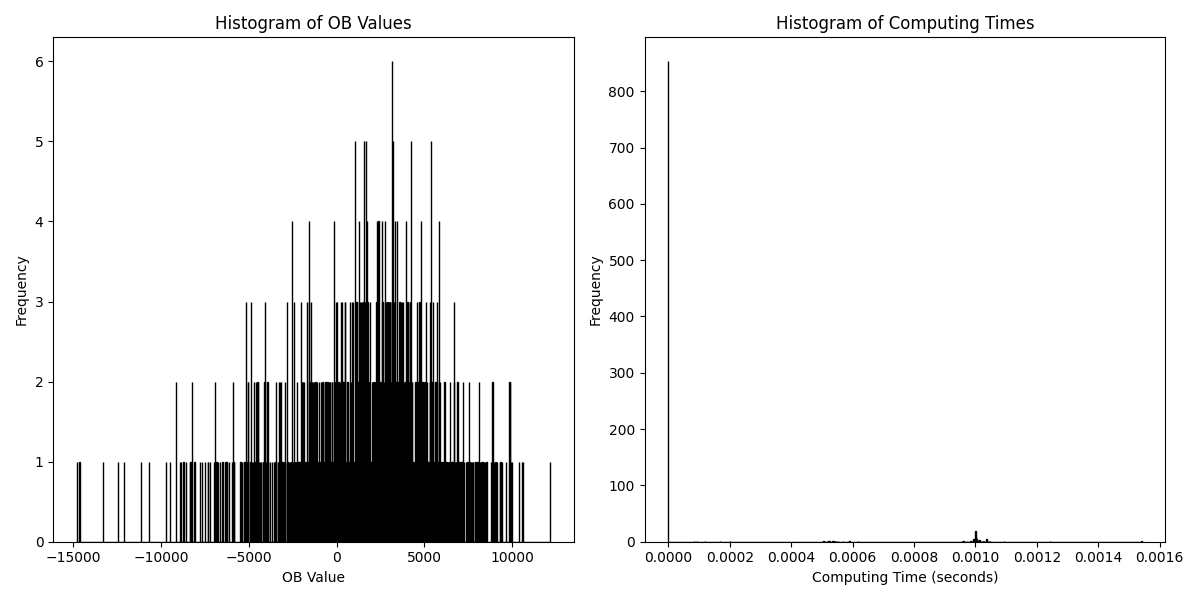 Histogram of OB Values
Frequency
6
5
4
3
2
1
0
−15000 −10000 −5000 0 5000 10000
OB Value
Histogram of Computing Times
Frequency
800
700
600
500
400
300
200
100
0
0.0000 0.0002 0.0004 0.0006 0.0008 0.0010 0.0012 0.0014 0.0016
Computing Time (seconds)